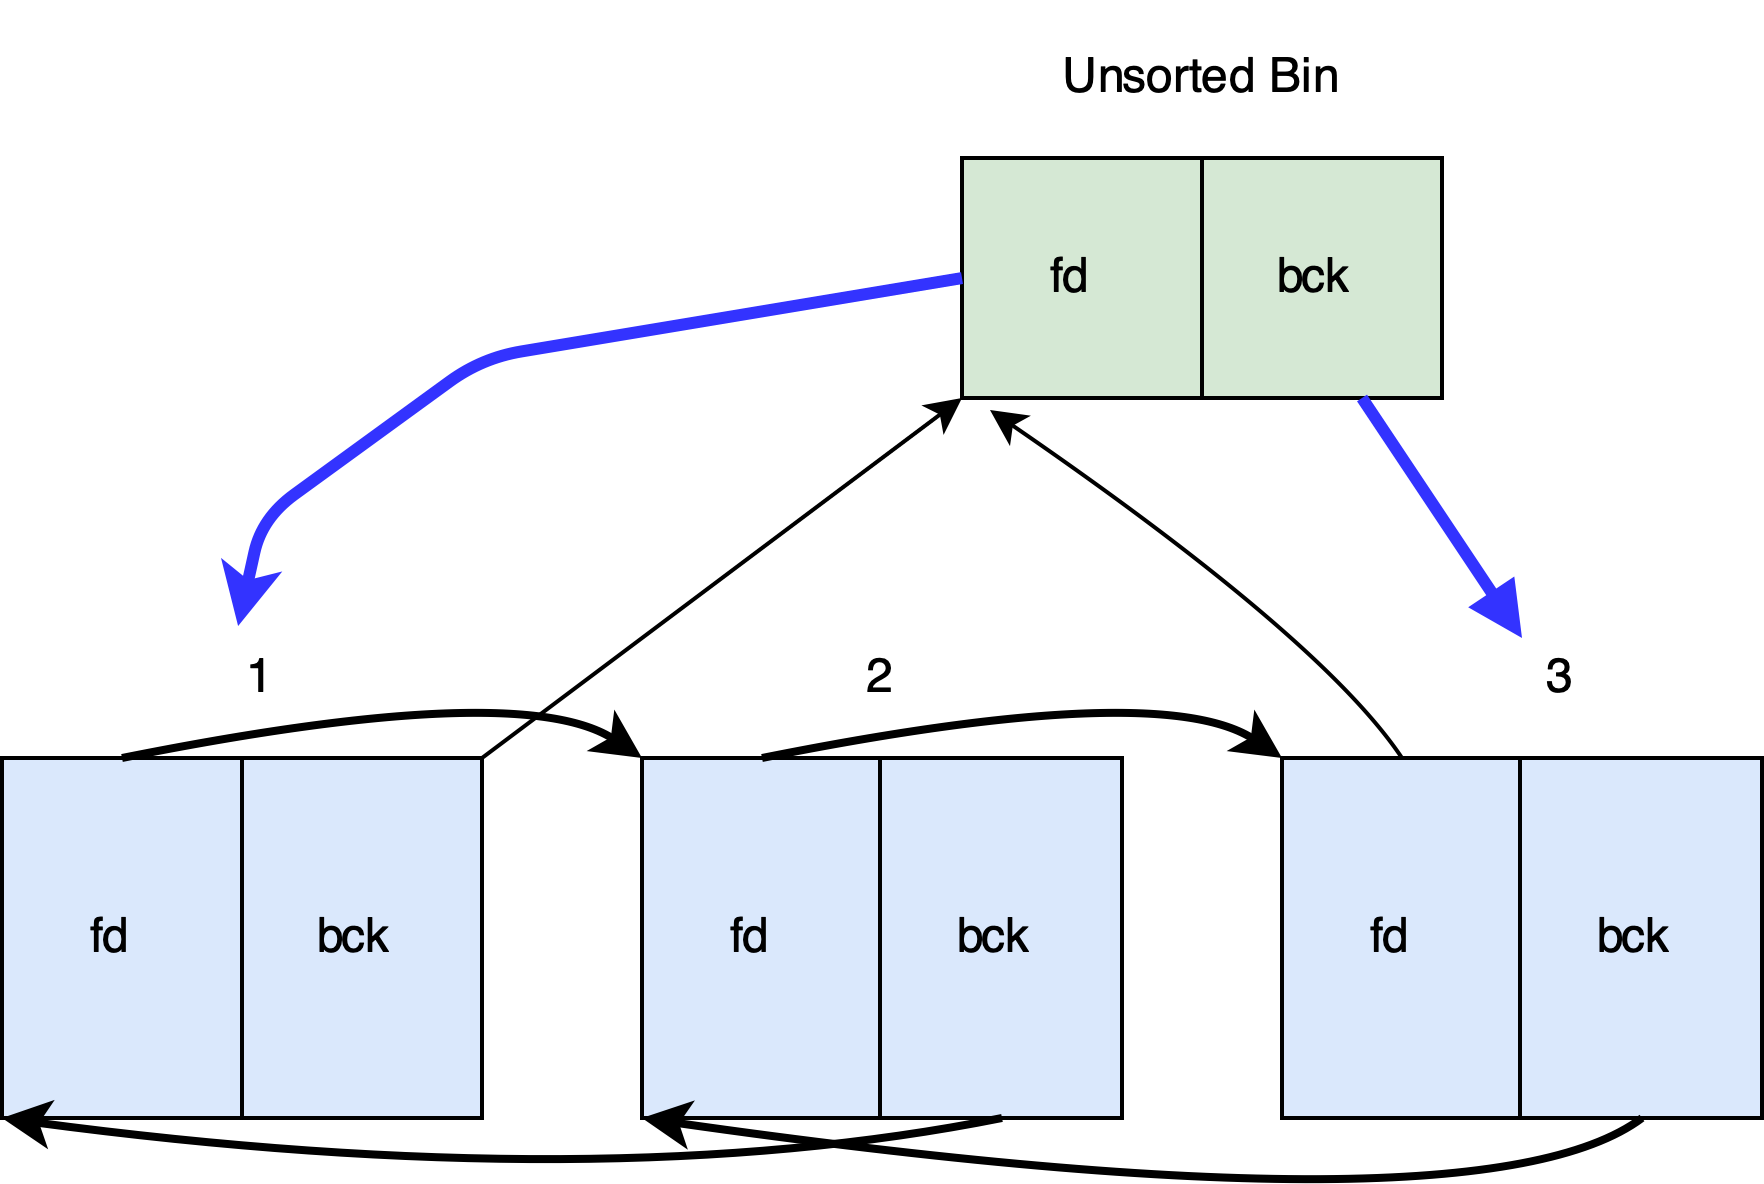 Unsorted Bin
fd bck
1 2 3
fd bck fd bck fd bck